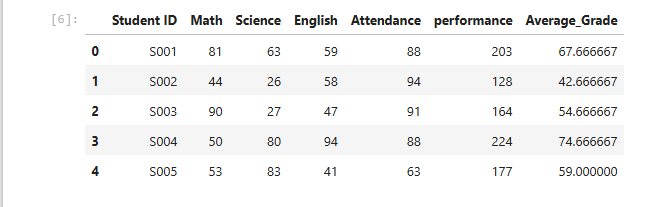 [6]: Student ID Math Science English Attendance performance Average_Grade
0 S001 81 63 59 88 203 67.666667
1 S002 44 26 58 94 128 42.666667
2 S003 90 27 47 91 164 54.666667
3 S004 50 80 94 88 224 74.666667
4 S005 53 83 41 63 177 59.000000